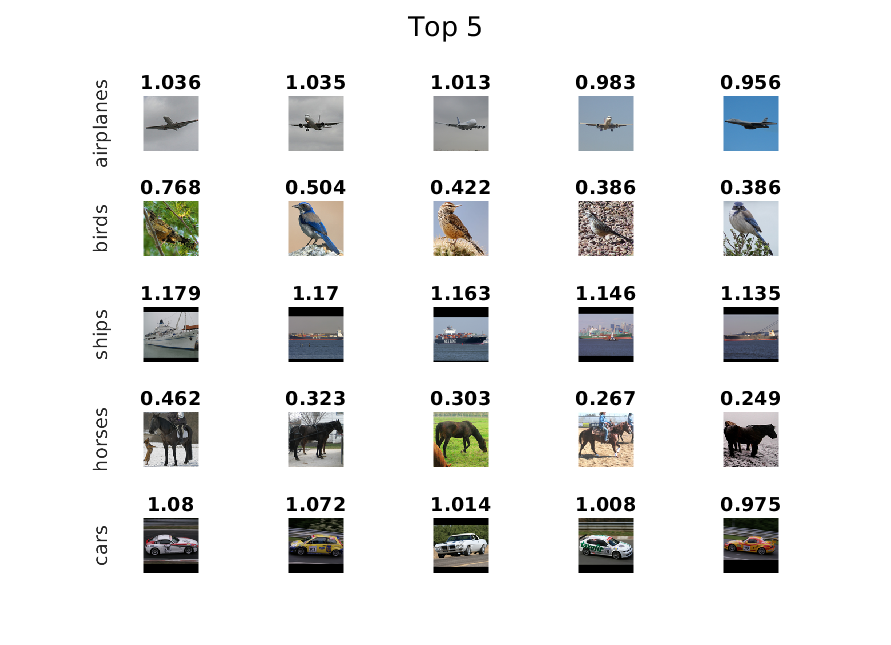 Top 5
airplanes
1.036 1.035 1.013 0.983 0.956
birds
0.768 0.504 0.422 0.386 0.386
ships
1.179 1.17 1.163 1.146 1.135
horses
0.462 0.323 0.303 0.267 0.249
cars
1.08 1.072 1.014 1.008 0.975